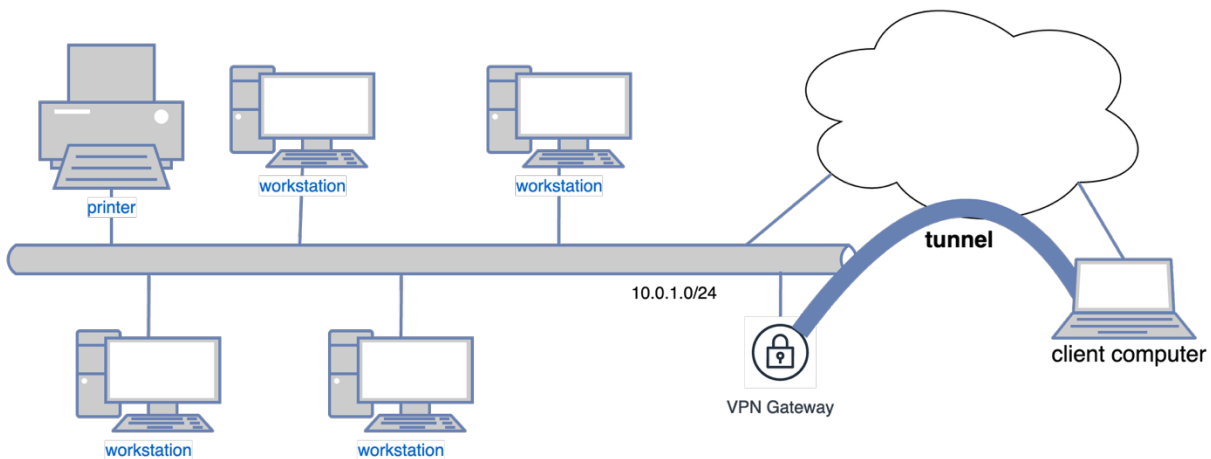 workstation
workstation
printer
tunnel
10.0.1.0/24
client computer
VPN Gateway
workstation
workstation